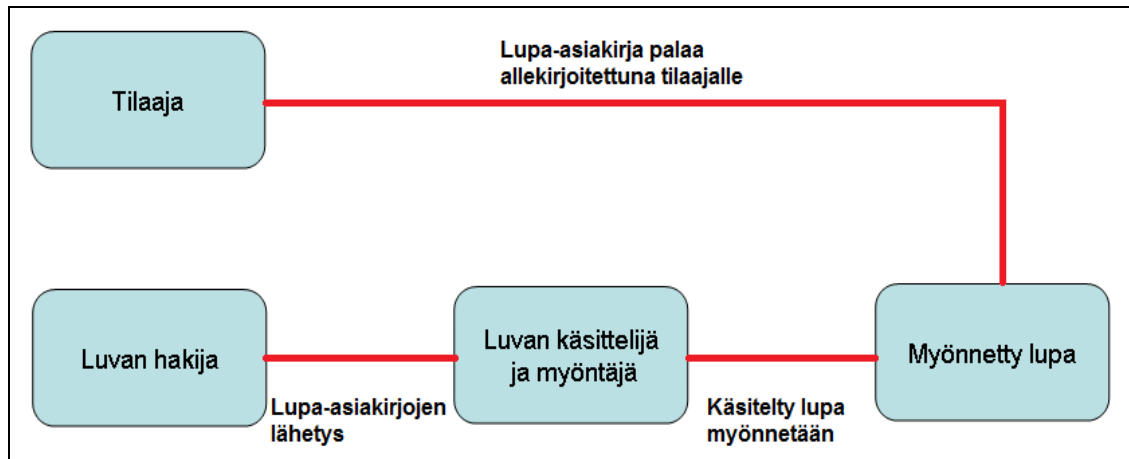 Lupa-asiakirja palaa
allekirjoitettuna tilaajalle
Tilaaja
Luvan hakija
Luvan käsittelijä
ja myöntäjä
Myönnetty lupa
Lupa-asiakirjojen
lähetys
Käsitelty lupa
myönnetään